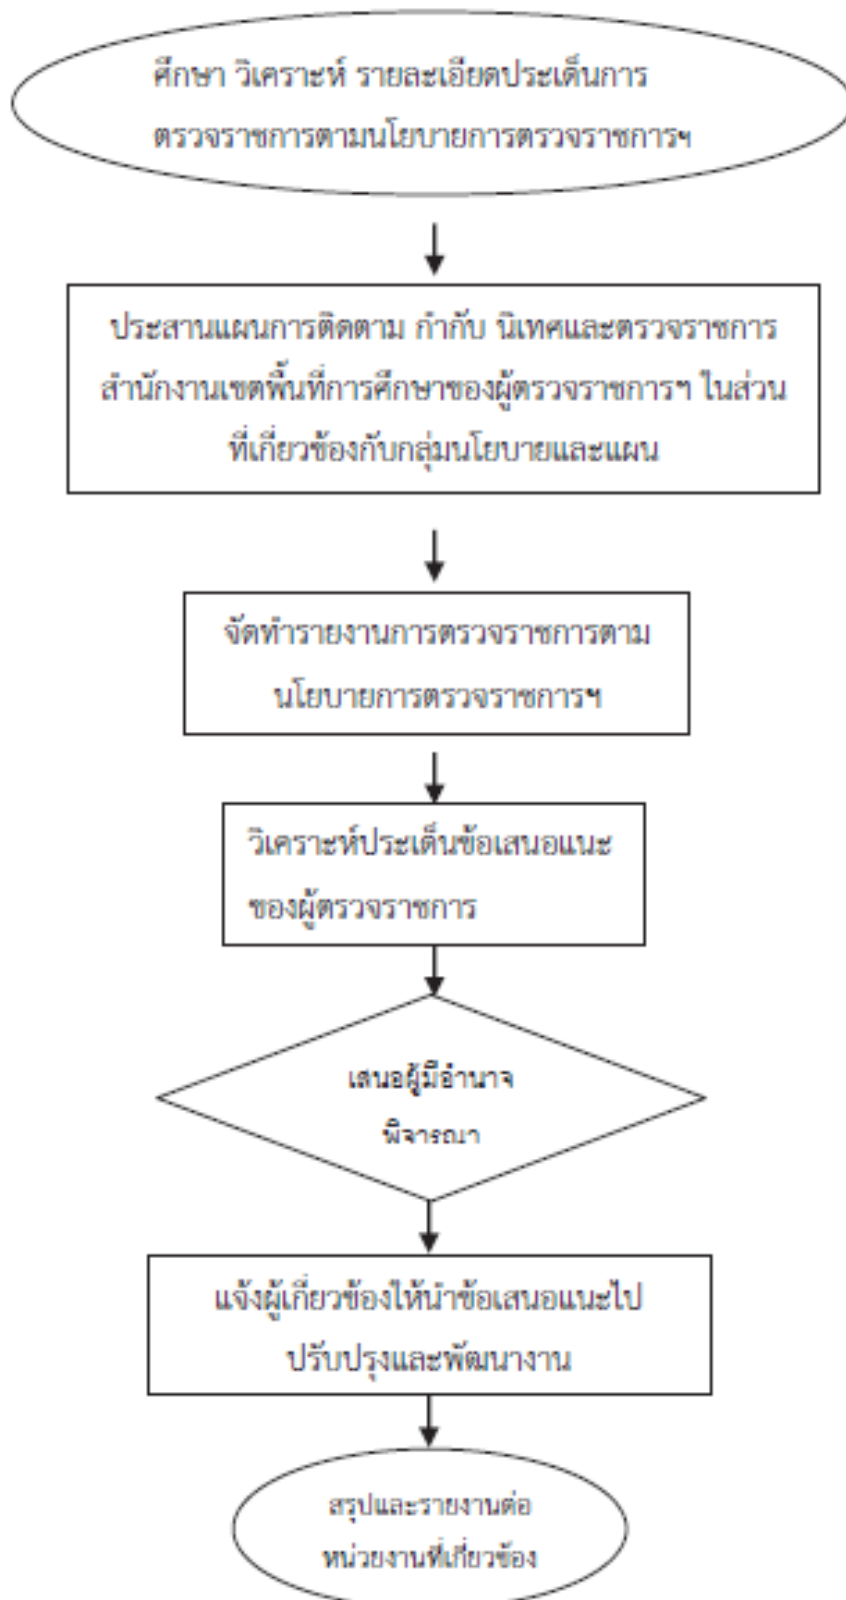 ศึกษา วิเคราะห์ รายละเอียดประเด็นการ
ตรวจราชการตามนโยบายการตรวจราชการฯ
ประสานแผนการติดตาม กำกับ นิเทศและตรวจราชการ
สำนักงานเขตพื้นที่การศึกษาของผู้ตรวจราชการฯ ในส่วน
ที่เกี่ยวข้องกับกลุ่มนโยบายและแผน
จัดทำรายงานการตรวจราชการตาม
นโยบายการตรวจราชการฯ
วิเคราะห์ประเด็นข้อเสนอแนะ
ของผู้ตรวจราชการ
เสนอผู้มีอำนาจ
พิจารณา
แจ้งผู้เกี่ยวข้องให้นำข้อเสนอแนะไป
ปรับปรุงและพัฒนางาน
สรุปและรายงานต่อ
หน่วยงานที่เกี่ยวข้อง